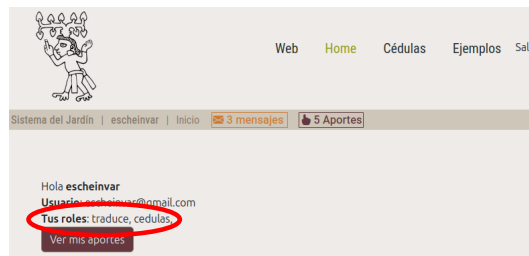 Web Home Cédulas Ejemplos Sal
Sistema del Jardín | escheinvar | Inicio 3 mensajes 5 Aportes
Hola escheinvar
Usuario: escheinvar@gmail.com
Tus roles: traduce, cedulas,
Ver mis aportes